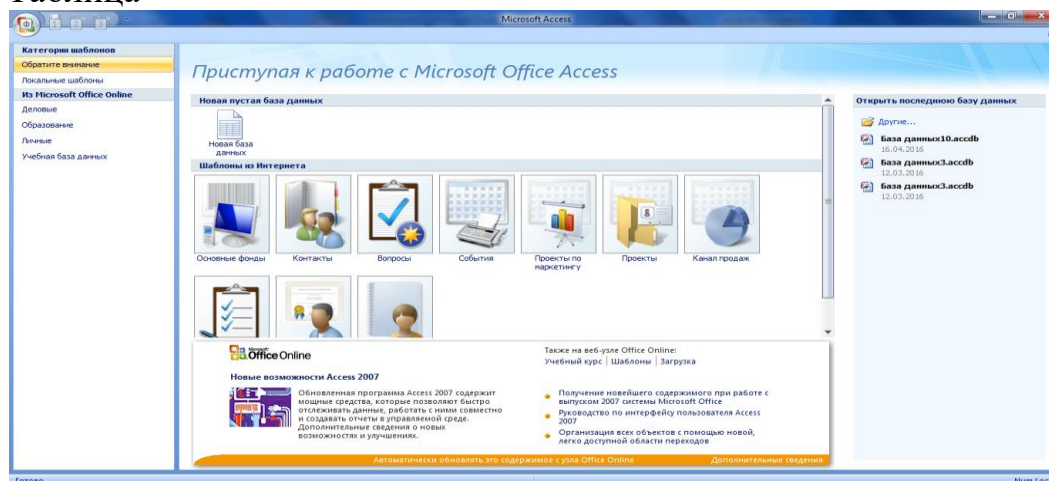 Таблица
Microsoft Access
Категории шаблонов
Обратите внимание
Локальные шаблоны
Из Microsoft Office Online
Деловые
Образование
Личные
Учебная база данных
Приступая к работе с Microsoft Office Access
Новая пустая база данных
Новая база
данных
Шаблоны из Интернета
Основные фонды
Контакты
Вопросы
События
Проекты по
маркетингу
Проекты
Канал продаж
Microsoft
Office Online
Новые возможности Access 2007
Обновленная программа Access 2007 содержит
мощные средства, которые позволяют быстро
отслеживать данные, работать с ними совместно
и создавать отчеты в управляемой среде.
Дополнительные сведения о новых
возможностях и улучшениях.
Также на веб-узле Office Online:
Учебный курс | Шаблоны | Загрузка
Получение новейшего содержимого при работе с
выпуском 2007 системы Microsoft Office
Руководство по интерфейсу пользователя Access
2007
Организация всех объектов с помощью новой,
легко доступной области переходов
Автоматически обновлять это содержимое с узла Office Online
Дополнительные сведения
Открыть последнюю базу данных
Другие...
База данных10.accdb
16.04.2016
База данных3.accdb
12.03.2016
База данных3.accdb
12.03.2016
Готово
Num Loc